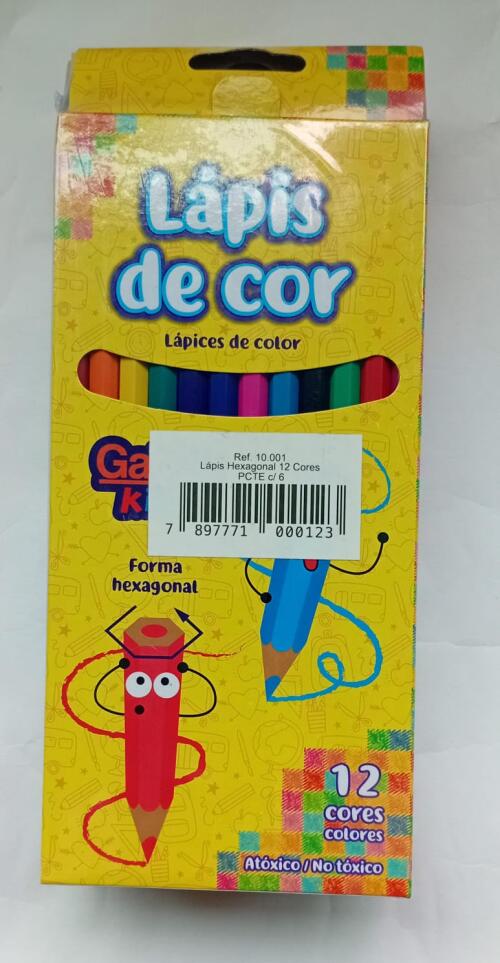 Lápis
de cor
Lápices de color
Ref. 10.001
Lápis Hexagonal 12 Cores
PCTE c/ 6
7 897771 000123
Forma
hexagonal
12
cores
colores
Atóxico / No tóxico